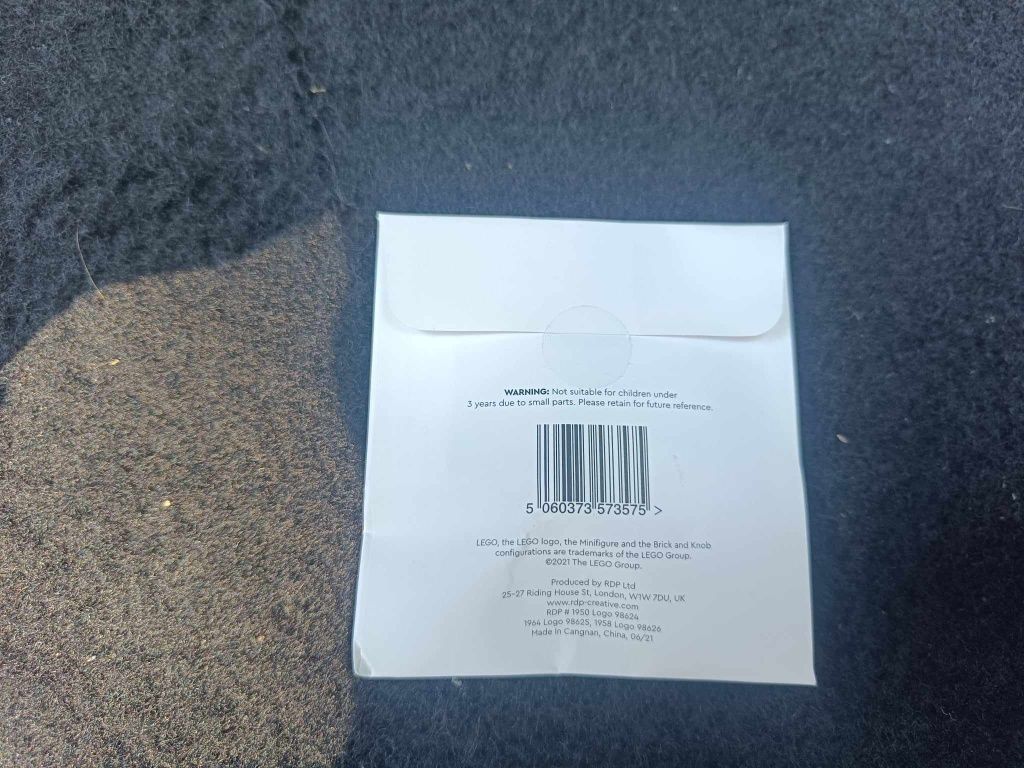 WARNING: Not suitable for children under
3 years due to small parts. Please retain for future reference.
5 060373 573575 >
LEGO, the LEGO logo, the Minifigure and the Brick and Knob
configurations are trademarks of the LEGO Group.
©2021 The LEGO Group.
Produced by RDP Ltd
25-27 Riding House St, London, W1W 7DU, UK
www.rdp-creative.com
RDP # 1950 Logo 98624
1964 Logo 98625, 1958 Logo 98626
Made in Cangnan, China, 06/21